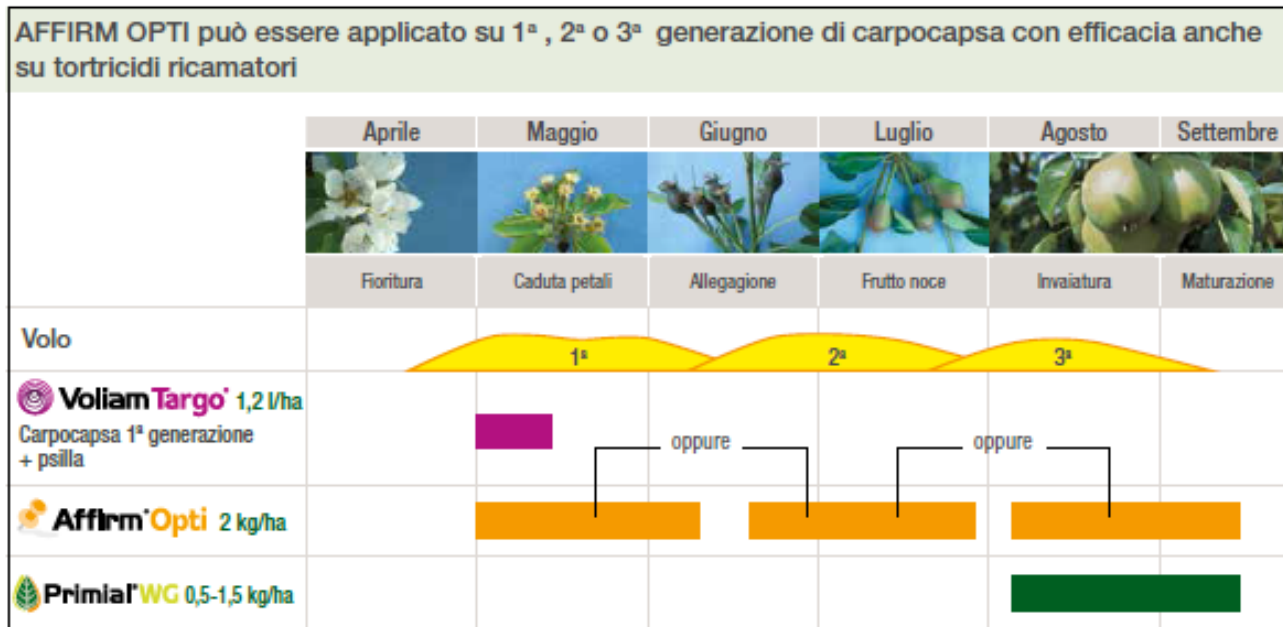 AFFIRM OPTI può essere applicato su 1ª , 2ª o 3ª generazione di carpocapsa con efficacia anche
su tortricidi ricamatori
Aprile Maggio Giugno Luglio Agosto Settembre
Fioritura Caduta petali Allegagione Frutto noce Invaiatura Maturazione
Volo
1ª 2ª 3ª
VoliamTargo® 1,2 l/ha
Carpocapsa 1ª generazione
+ psilla
oppure oppure
Affirm®Opti 2 kg/ha
Primial®WG 0,5-1,5 kg/ha